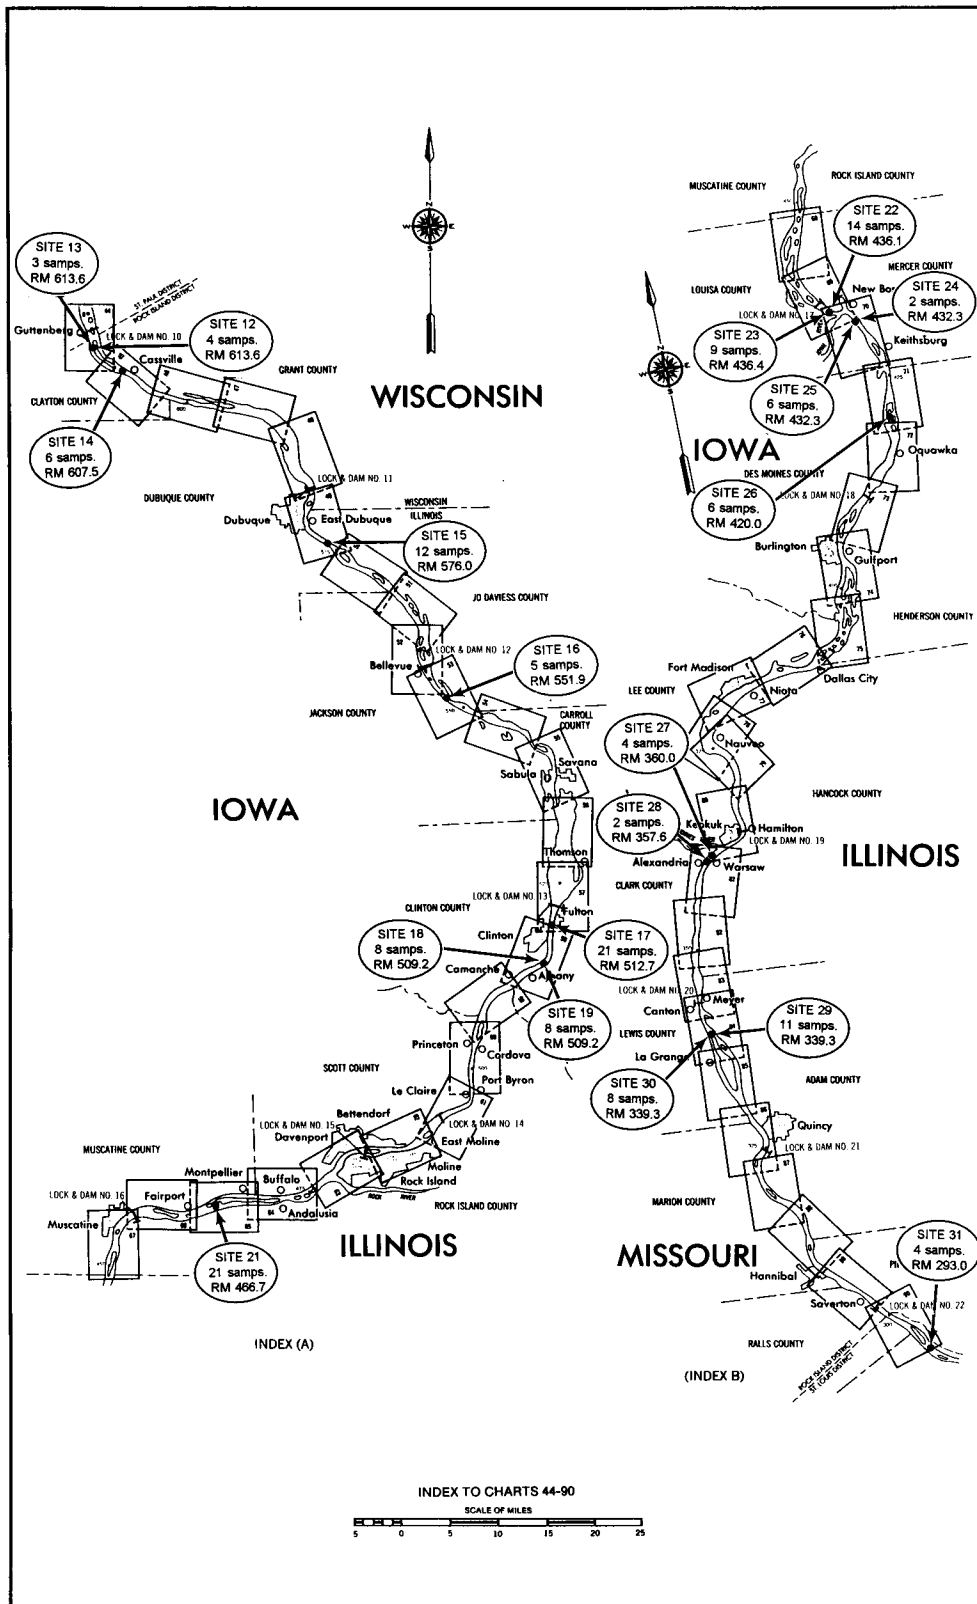 MUSCATINE COUNTY
ROCK ISLAND COUNTY
SITE 22
14 samps.
RM 436.1
SITE 13
3 samps.
RM 613.6
ST. PAUL DISTRICT
ROCK ISLAND DISTRICT
MERCER COUNTY
LOUISA COUNTY
SITE 24
2 samps.
RM 432.3
New Bos
LOCK & DAM NO. 17
Guttenberg
LOCK & DAM NO. 10
SITE 12
4 samps.
RM 613.6
Cassville
SITE 23
9 samps.
RM 436.4
Keithsburg
GRANT COUNTY
WISCONSIN
CLAYTON COUNTY
SITE 14
6 samps.
RM 607.5
SITE 25
6 samps.
RM 432.3
IOWA
Oquawka
DES MOINES COUNTY
LOCK & DAM NO. 11
LOCK & DAM NO. 18
SITE 26
6 samps.
RM 420.0
DUBUQUE COUNTY
WISCONSIN
ILLINOIS
Dubuque
East Dubuque
SITE 15
12 samps.
RM 576.0
Burlington
Gulfport
JO DAVIESS COUNTY
HENDERSON COUNTY
LOCK & DAM NO. 12
Bellevue
SITE 16
5 samps.
RM 551.9
Fort Madison
Dallas City
LEE COUNTY
Niota
JACKSON COUNTY
CARROLL
COUNTY
SITE 27
4 samps.
RM 360.0
Nauvoo
Savana
Sabula
HANCOCK COUNTY
IOWA
SITE 28
2 samps.
RM 357.6
Keokuk
Hamilton
LOCK & DAM NO. 19
ILLINOIS
Thomson
Alexandria
Warsaw
CLARK COUNTY
LOCK & DAM NO. 13
CLINTON COUNTY
Fulton
SITE 18
8 samps.
RM 509.2
Clinton
SITE 17
21 samps.
RM 512.7
Camanche
Albany
LOCK & DAM NO. 20
Meyer
Canton
SITE 19
8 samps.
RM 509.2
SITE 29
11 samps.
RM 339.3
LEWIS COUNTY
Princeton
Cordova
La Grange
SCOTT COUNTY
SITE 30
8 samps.
RM 339.3
ADAM COUNTY
Le Claire
Port Byron
Bettendorf
LOCK & DAM NO. 15
Davenport
LOCK & DAM NO. 14
East Moline
Quincy
MUSCATINE COUNTY
LOCK & DAM NO. 21
Moline
Rock Island
Montpellier
Buffalo
LOCK & DAM NO. 16
Fairport
ROCK RIVER
ROCK ISLAND COUNTY
MARION COUNTY
Muscatine
Andalusia
ILLINOIS
SITE 21
21 samps.
RM 466.7
MISSOURI
SITE 31
4 samps.
RM 293.0
Hannibal
Saverton
LOCK & DAM NO. 22
RALLS COUNTY
ROCK ISLAND DISTRICT
ST. LOUIS DISTRICT
INDEX (A)
(INDEX B)
INDEX TO CHARTS 44-90
SCALE OF MILES
5 0 5 10 15 20 25